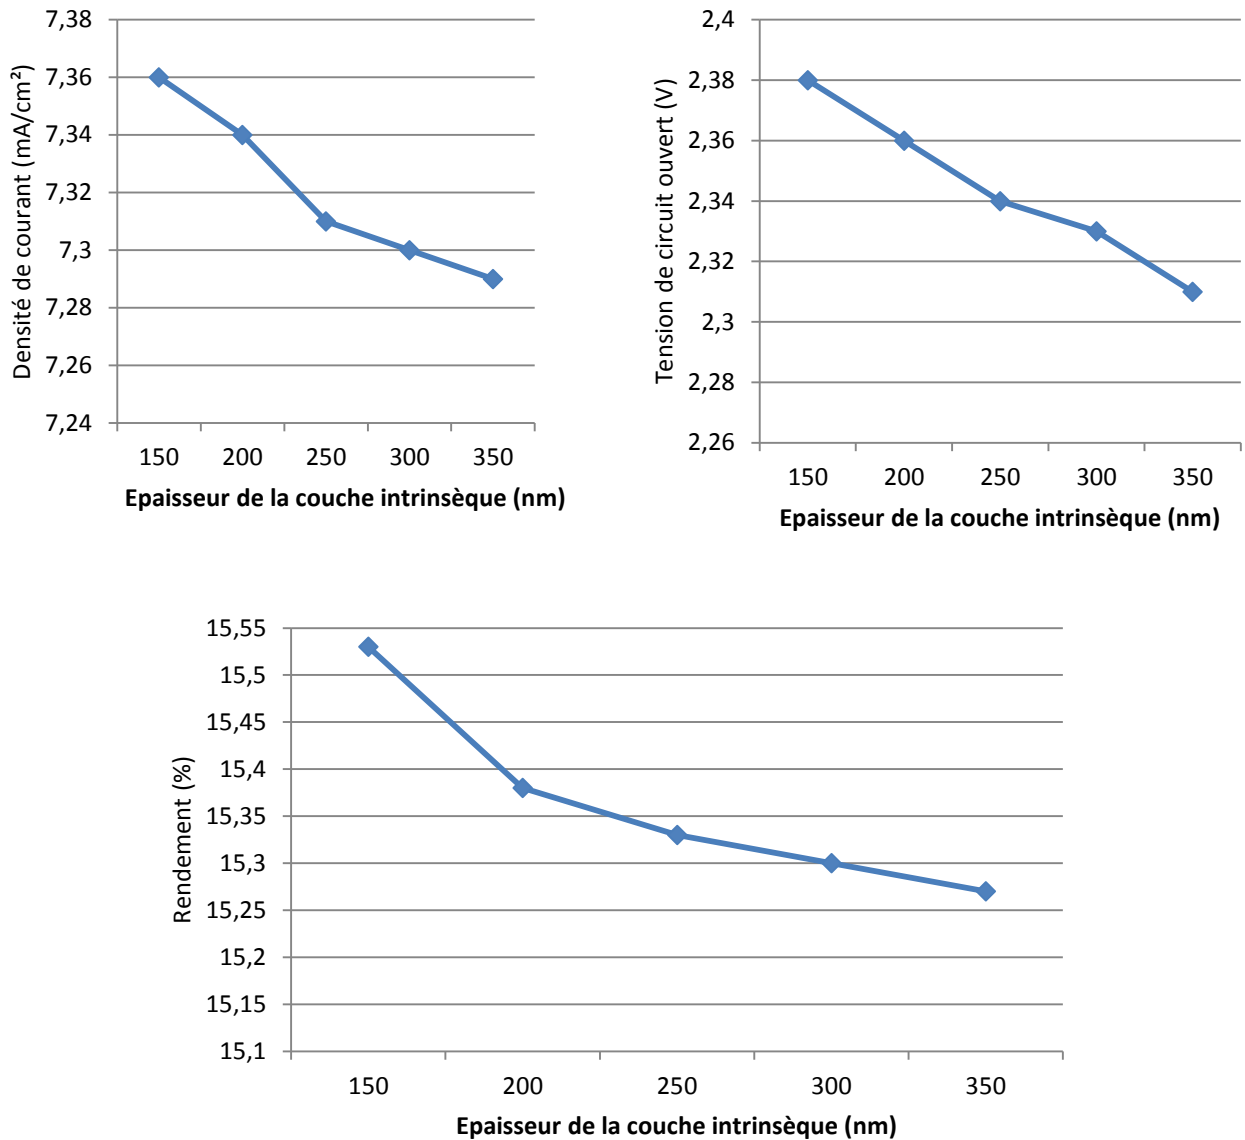 Densité de courant (mA/cm²)
7,38
7,36
7,34
7,32
7,3
7,28
7,26
7,24
150 200 250 300 350
Epaisseur de la couche intrinsèque (nm)
Tension de circuit ouvert (V)
2,4
2,38
2,36
2,34
2,32
2,3
2,28
2,26
150 200 250 300 350
Epaisseur de la couche intrinsèque (nm)
Rendement (%)
15,55
15,5
15,45
15,4
15,35
15,3
15,25
15,2
15,15
15,1
150 200 250 300 350
Epaisseur de la couche intrinsèque (nm)